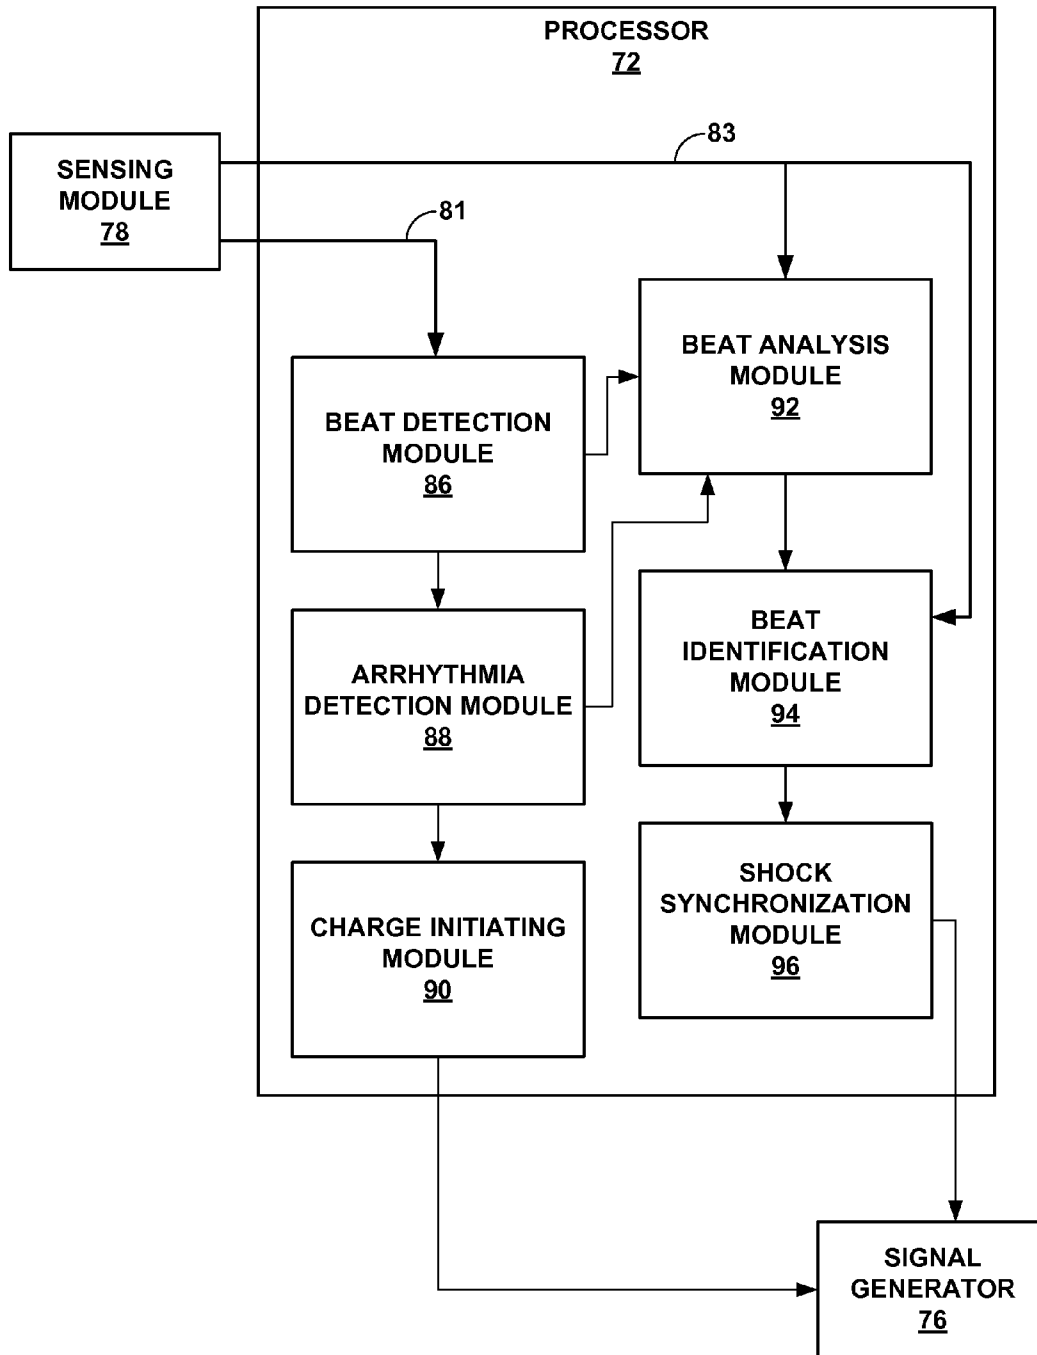 PROCESSOR
72
83
SENSING
MODULE
78
81
BEAT ANALYSIS
MODULE
92
BEAT DETECTION
MODULE
86
BEAT
IDENTIFICATION
MODULE
94
ARRHYTHMIA
DETECTION MODULE
88
SHOCK
SYNCHRONIZATION
MODULE
96
CHARGE INITIATING
MODULE
90
SIGNAL
GENERATOR
76